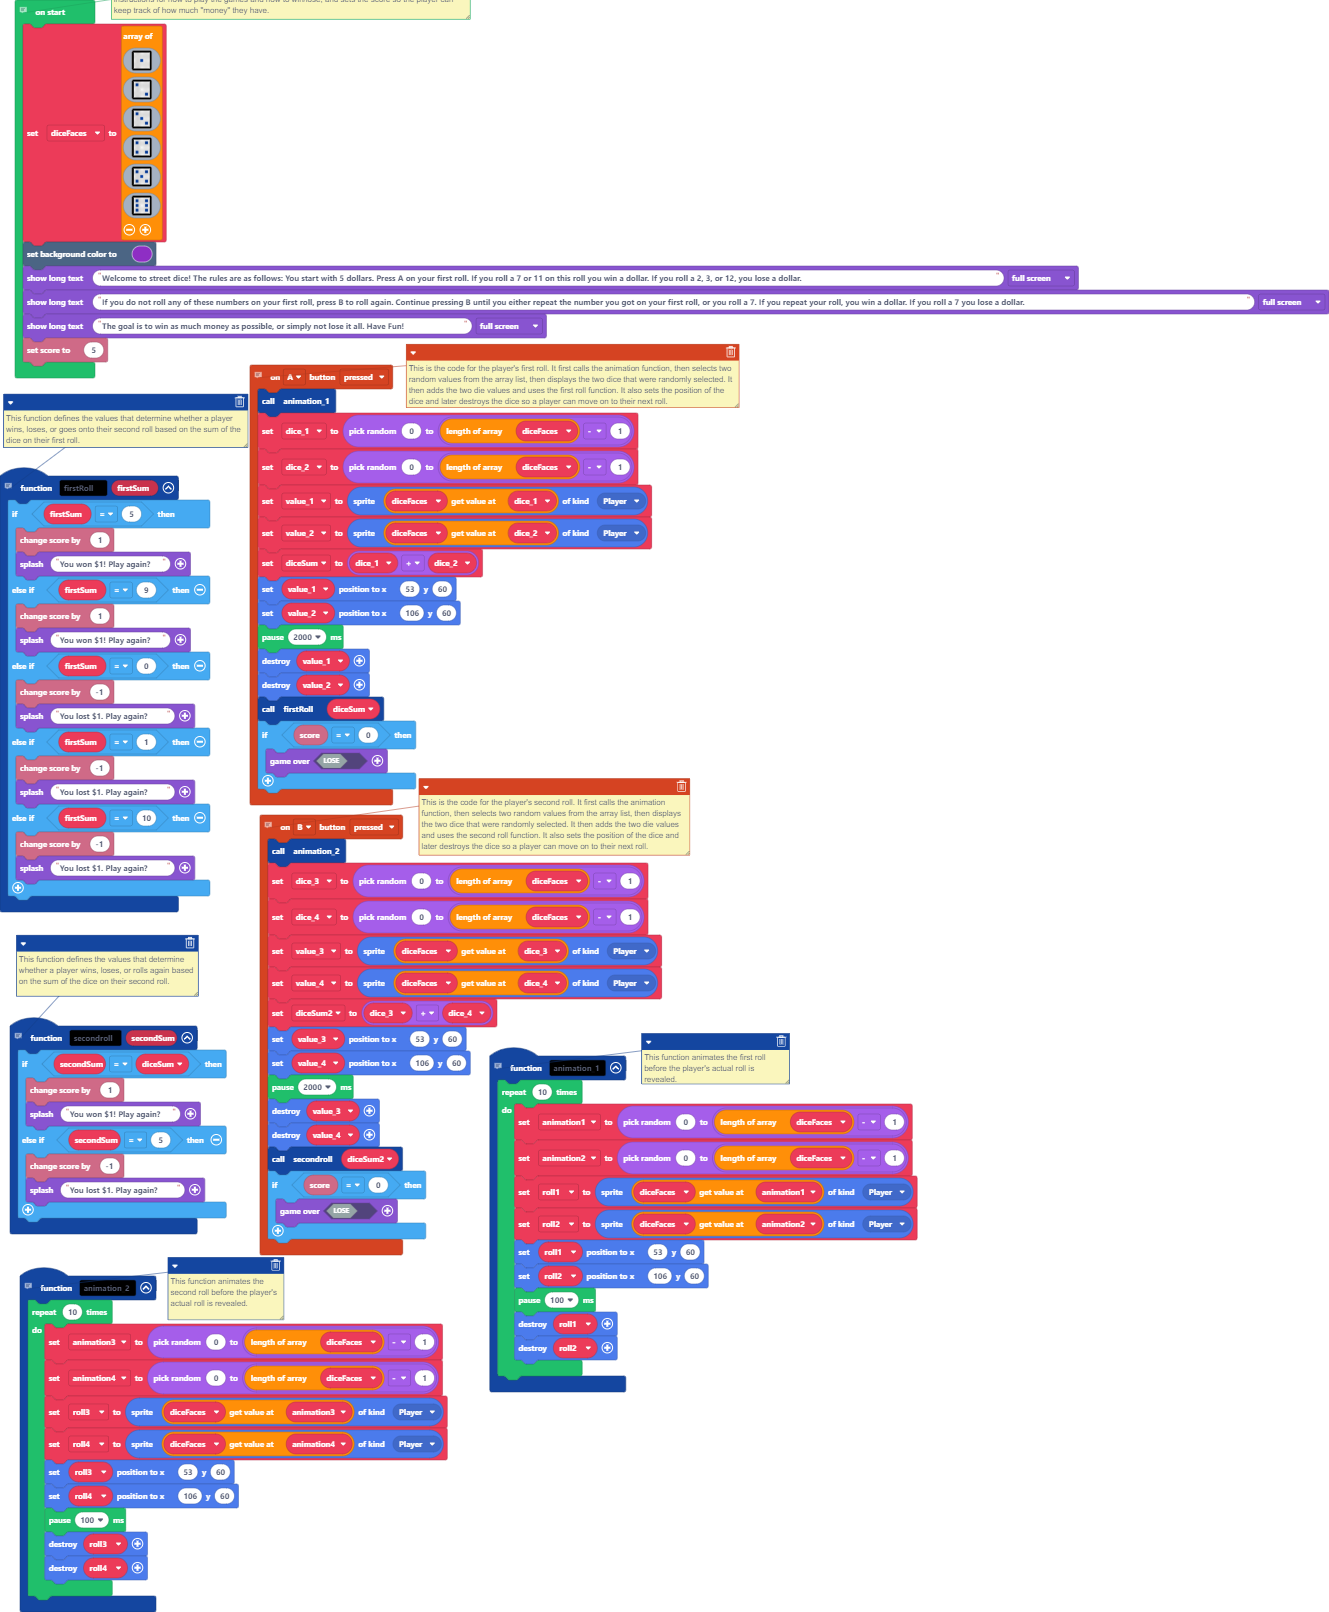 keep track of how much "money" they have.
on start
array of
set diceFaces to
set background color to
show long text "Welcome to street dice! The rules are as follows: You start with 5 dollars. Press A on your first roll. If you roll a 7 or 11 on this roll you win a dollar. If you roll a 2, 3, or 12, you lose a dollar. " full screen
show long text "If you do not roll any of these numbers on your first roll, press B to roll again. Continue pressing B until you either repeat the number you got on your first roll, or you roll a 7. If you repeat your roll, you win a dollar. If you roll a 7 you lose a dollar. " full screen
show long text "The goal is to win as much money as possible, or simply not lose it all. Have Fun! " full screen
set score to 5
This function defines the values that determine whether a player
wins, loses, or goes onto their second roll based on the sum of the
dice on their first roll.
function firstRoll firstSum
if firstSum = 5 then
change score by 1
splash "You won $1! Play again? "
else if firstSum = 9 then
change score by 1
splash "You won $1! Play again? "
else if firstSum = 0 then
change score by -1
splash "You lost $1. Play again? "
else if firstSum = 1 then
change score by -1
splash "You lost $1. Play again? "
else if firstSum = 10 then
change score by -1
splash "You lost $1. Play again? "
This is the code for the player's first roll. It first calls the animation function, then selects two
random values from the array list, then displays the two dice that were randomly selected. It
then adds the two die values and uses the first roll function. It also sets the position of the
dice and later destroys the dice so a player can move on to their next roll.
on A button pressed
call animation_1
set dice_1 to pick random 0 to length of array diceFaces - 1
set dice_2 to pick random 0 to length of array diceFaces - 1
set value_1 to sprite diceFaces get value at dice_1 of kind Player
set value_2 to sprite diceFaces get value at dice_2 of kind Player
set diceSum to dice_1 + dice_2
set value_1 position to x 53 y 60
set value_2 position to x 106 y 60
pause 2000 ms
destroy value_1
destroy value_2
call firstRoll diceSum
if score = 0 then
game over LOSE
This is the code for the player's second roll. It first calls the animation
function, then selects two random values from the array list, then displays
the two dice that were randomly selected. It then adds the two die values
and uses the second roll function. It also sets the position of the dice and
later destroys the dice so a player can move on to their next roll.
on B button pressed
call animation_2
set dice_3 to pick random 0 to length of array diceFaces - 1
set dice_4 to pick random 0 to length of array diceFaces - 1
set value_3 to sprite diceFaces get value at dice_3 of kind Player
set value_4 to sprite diceFaces get value at dice_4 of kind Player
set diceSum2 to dice_3 + dice_4
set value_3 position to x 53 y 60
set value_4 position to x 106 y 60
pause 2000 ms
destroy value_3
destroy value_4
call secondroll diceSum2
if score = 0 then
game over LOSE
This function defines the values that determine
whether a player wins, loses, or rolls again based
on the sum of the dice on their second roll.
function secondroll secondSum
if secondSum = diceSum then
change score by 1
splash "You won $1! Play again? "
else if secondSum = 5 then
change score by -1
splash "You lost $1. Play again? "
This function animates the first roll
before the player's actual roll is
revealed.
function animation_1
repeat 10 times
do
set animation1 to pick random 0 to length of array diceFaces - 1
set animation2 to pick random 0 to length of array diceFaces - 1
set roll1 to sprite diceFaces get value at animation1 of kind Player
set roll2 to sprite diceFaces get value at animation2 of kind Player
set roll1 position to x 53 y 60
set roll2 position to x 106 y 60
pause 100 ms
destroy roll1
destroy roll2
This function animates the
second roll before the player's
actual roll is revealed.
function animation_2
repeat 10 times
do
set animation3 to pick random 0 to length of array diceFaces - 1
set animation4 to pick random 0 to length of array diceFaces - 1
set roll3 to sprite diceFaces get value at animation3 of kind Player
set roll4 to sprite diceFaces get value at animation4 of kind Player
set roll3 position to x 53 y 60
set roll4 position to x 106 y 60
pause 100 ms
destroy roll3
destroy roll4